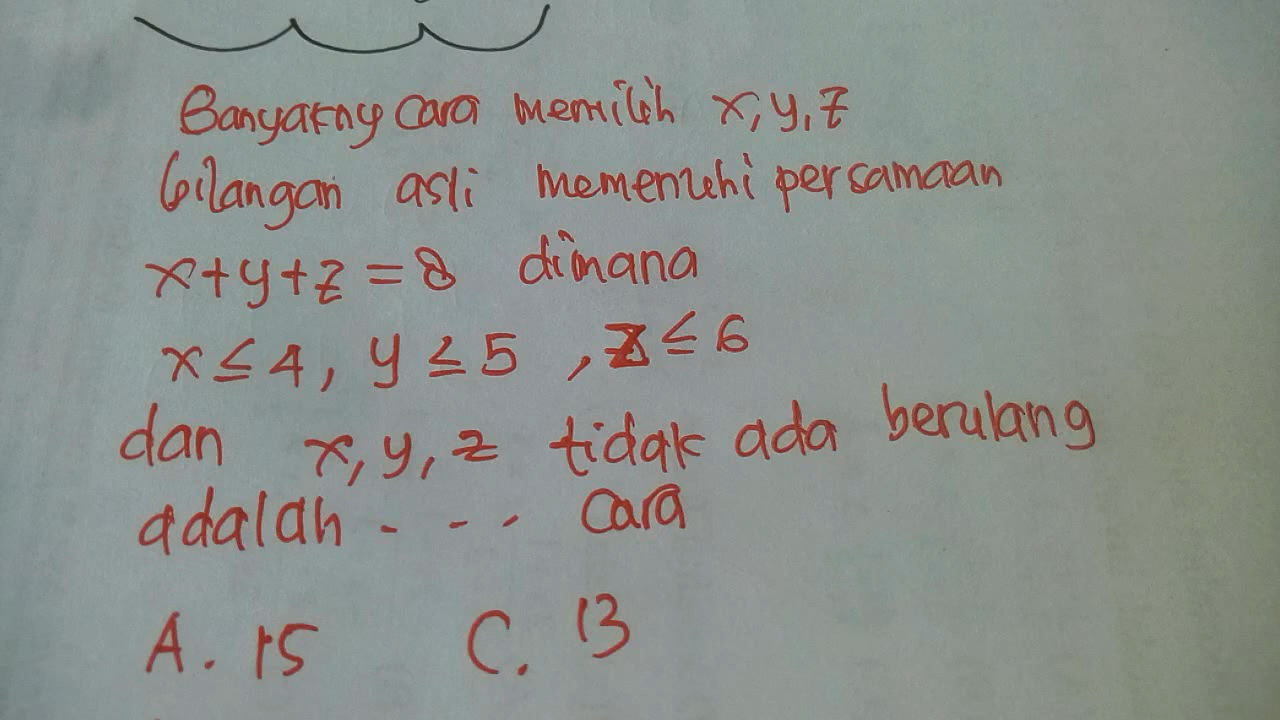 Banyakny cara memilih x, y, z
bilangan asli memenuhi persamaan
x+y+z = 8 dimana
x ≤ 4, y ≤ 5 , z ≤ 6
dan x, y, z tidak ada berulang
adalah - - - cara
A. 15 C. 13